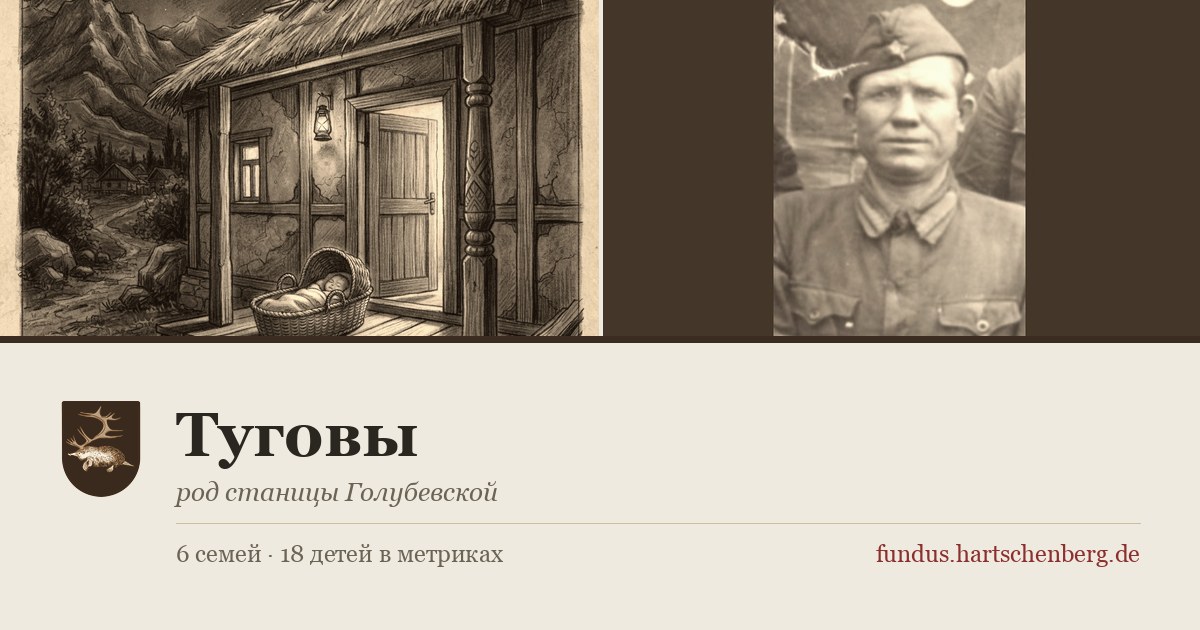 Туговы
род станицы Голубевской
6 семей · 18 детей в метриках
fundus.hartschenberg.de